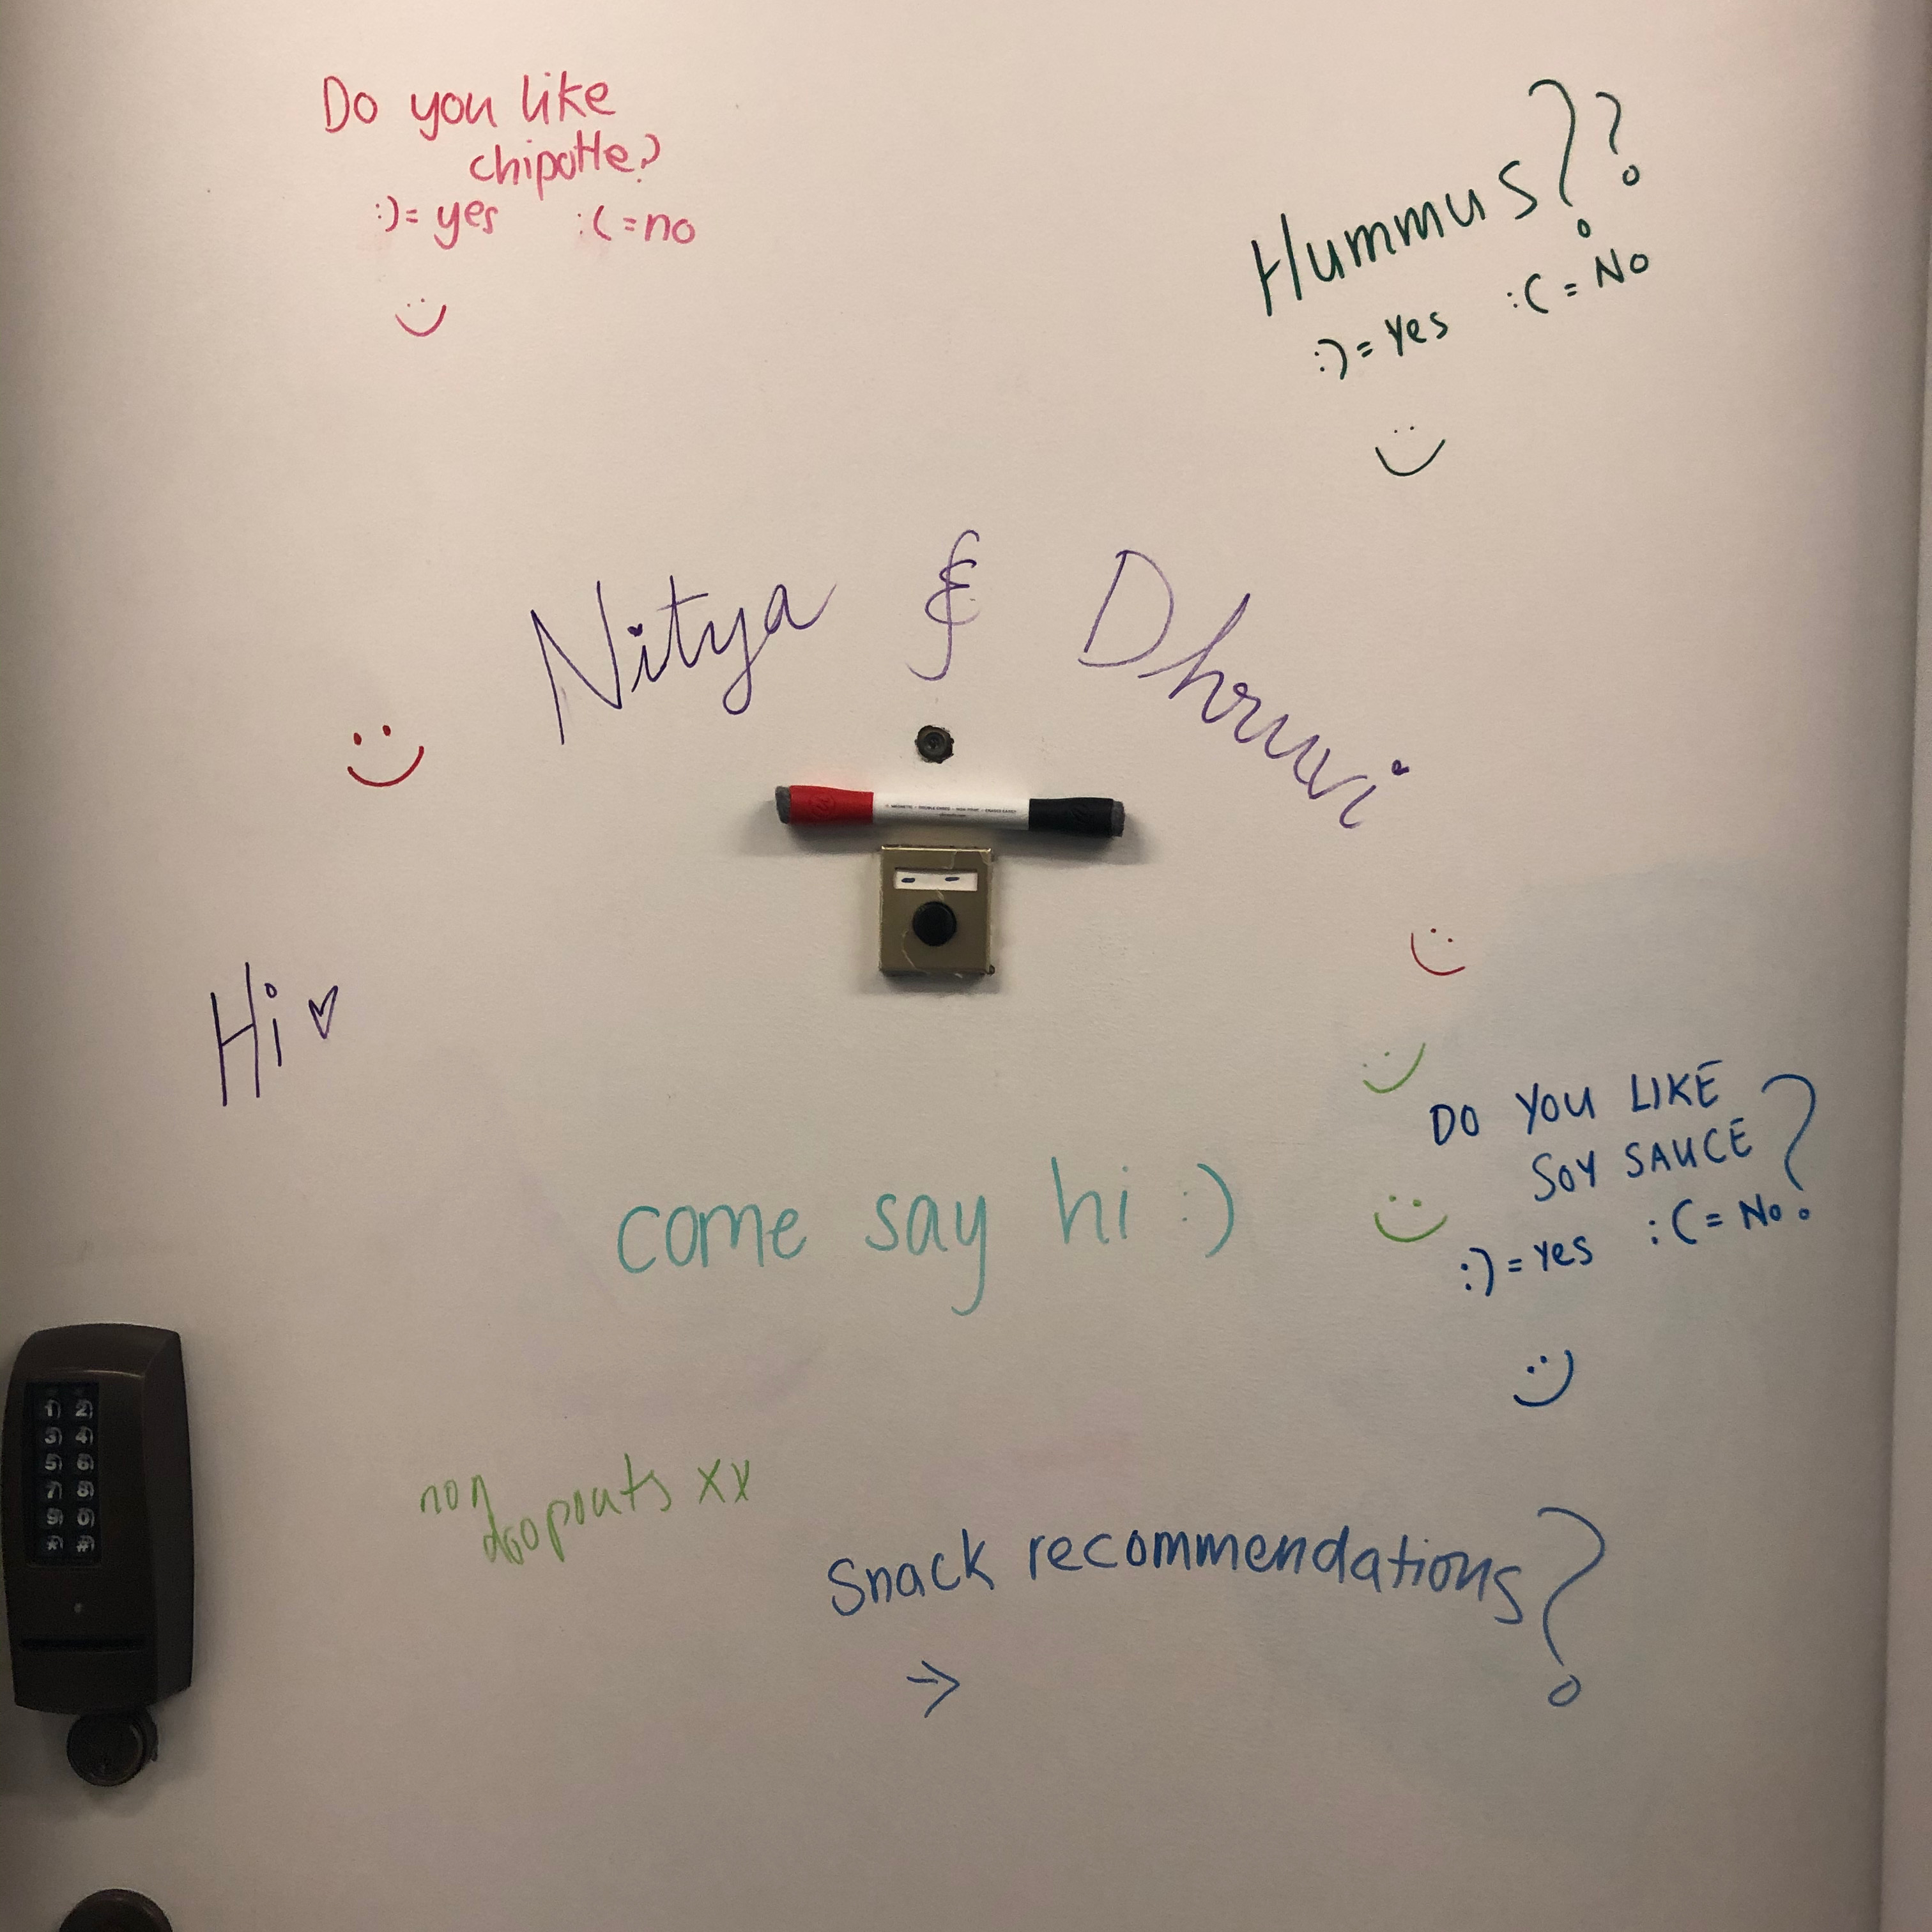 Do you like
chipotle?
:)= yes :(=no
Hummus??
:)= Yes :(= No
Nitya & Dhruvi
Hi ♡
come say hi :)
DO YOU LIKE
SOY SAUCE?
:)= Yes :(= No
non
dropouts xx
Snack recommendations?
→
1 2
3 4
5 6
7 8
9 0
* #